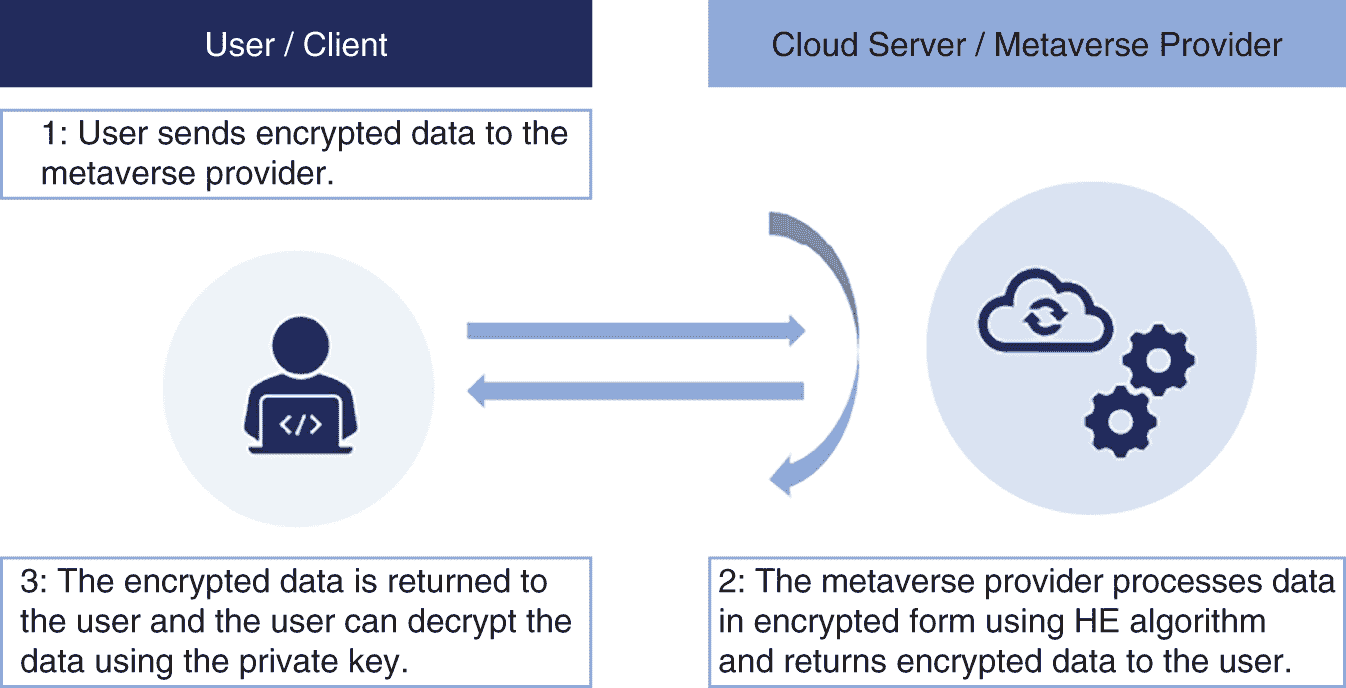 User / Client
Cloud Server / Metaverse Provider
1: User sends encrypted data to the
metaverse provider.
</>
3: The encrypted data is returned to
the user and the user can decrypt the
data using the private key.
2: The metaverse provider processes data
in encrypted form using HE algorithm
and returns encrypted data to the user.